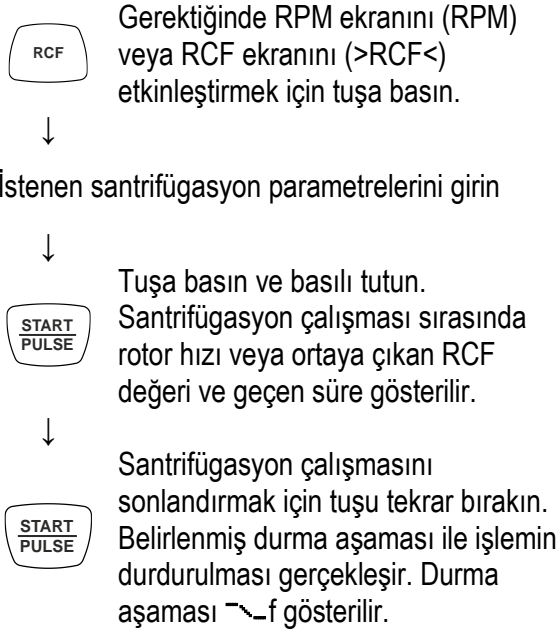 RCF
Gerektiğinde RPM ekranını (RPM)
veya RCF ekranını (>RCF<)
etkinleştirmek için tuşa basın.
↓
İstenen santrifügasyon parametrelerini girin
↓
START
PULSE
Tuşa basın ve basılı tutun.
Santrifügasyon çalışması sırasında
rotor hızı veya ortaya çıkan RCF
değeri ve geçen süre gösterilir.
↓
START
PULSE
Santrifügasyon çalışmasını
sonlandırmak için tuşu tekrar bırakın.
Belirlenmiş durma aşaması ile işlemin
durdurulması gerçekleşir. Durma
aşaması f gösterilir.